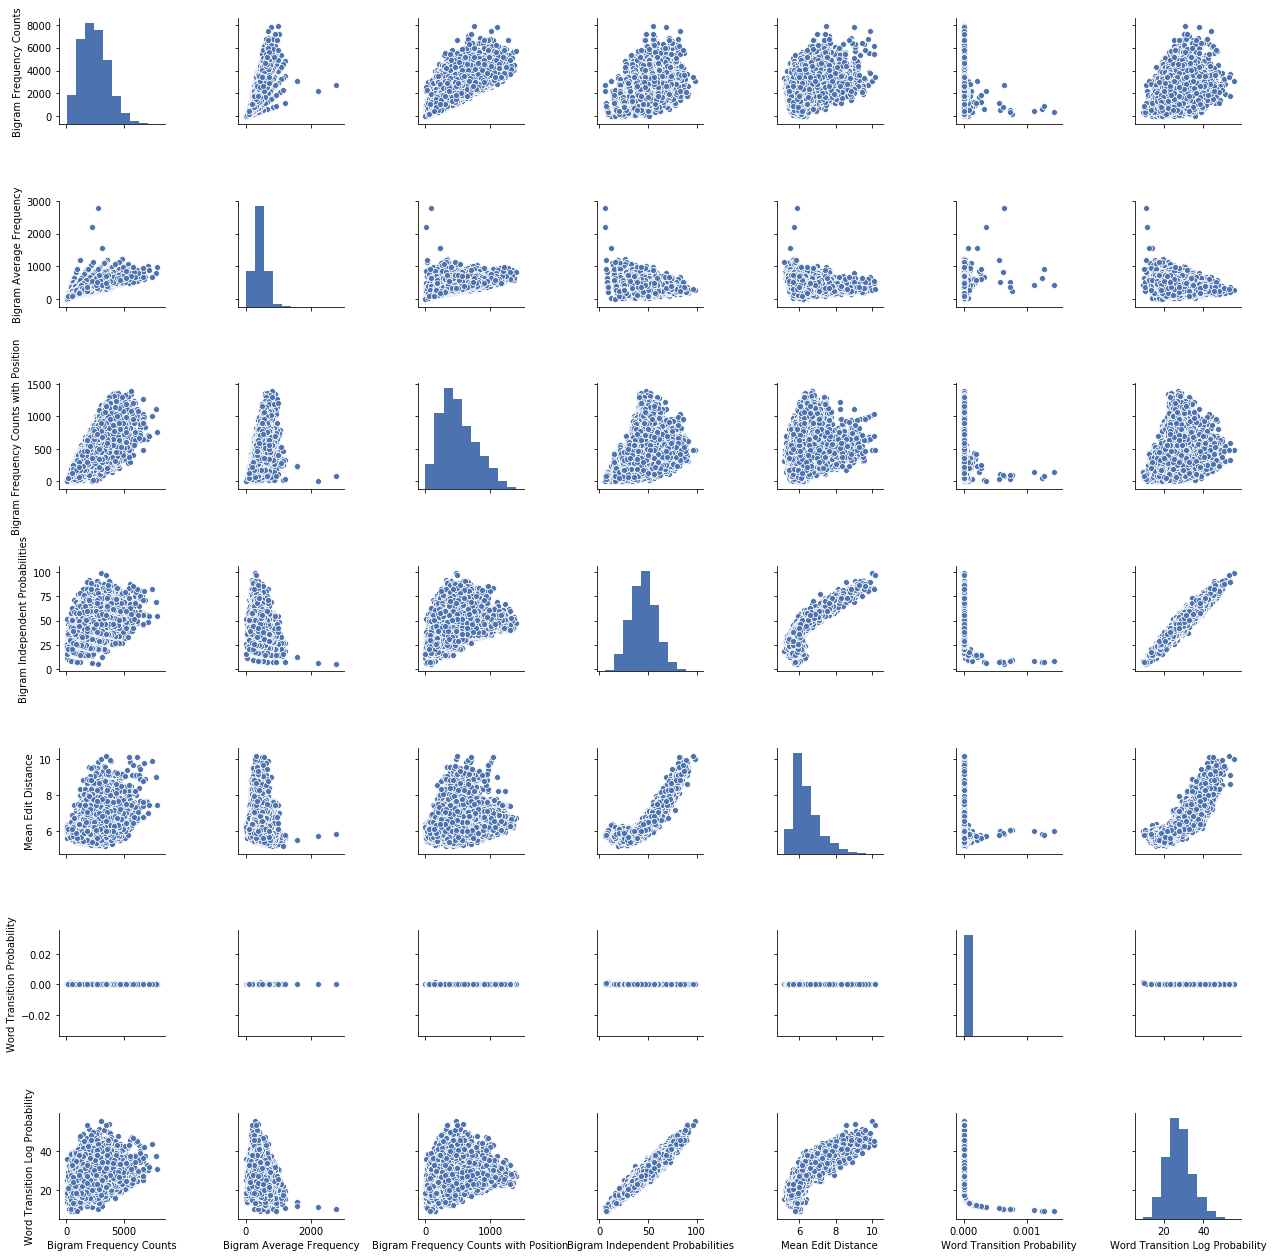 Bigram Frequency Counts
8000
6000
4000
2000
0
Bigram Average Frequency
3000
2000
1000
0
Bigram Frequency Counts with Position
1500
1000
500
0
Bigram Independent Probabilities
100
75
50
25
0
Mean Edit Distance
10
8
6
Word Transition Probability
0.02
0.00
−0.02
Word Transition Log Probability
40
20
0 5000
0 2000
0 1000
0 50 100
6 8 10
0.000 0.001
20 40
Bigram Frequency Counts
Bigram Average Frequency
Bigram Frequency Counts with Position
Bigram Independent Probabilities
Mean Edit Distance
Word Transition Probability
Word Transition Log Probability